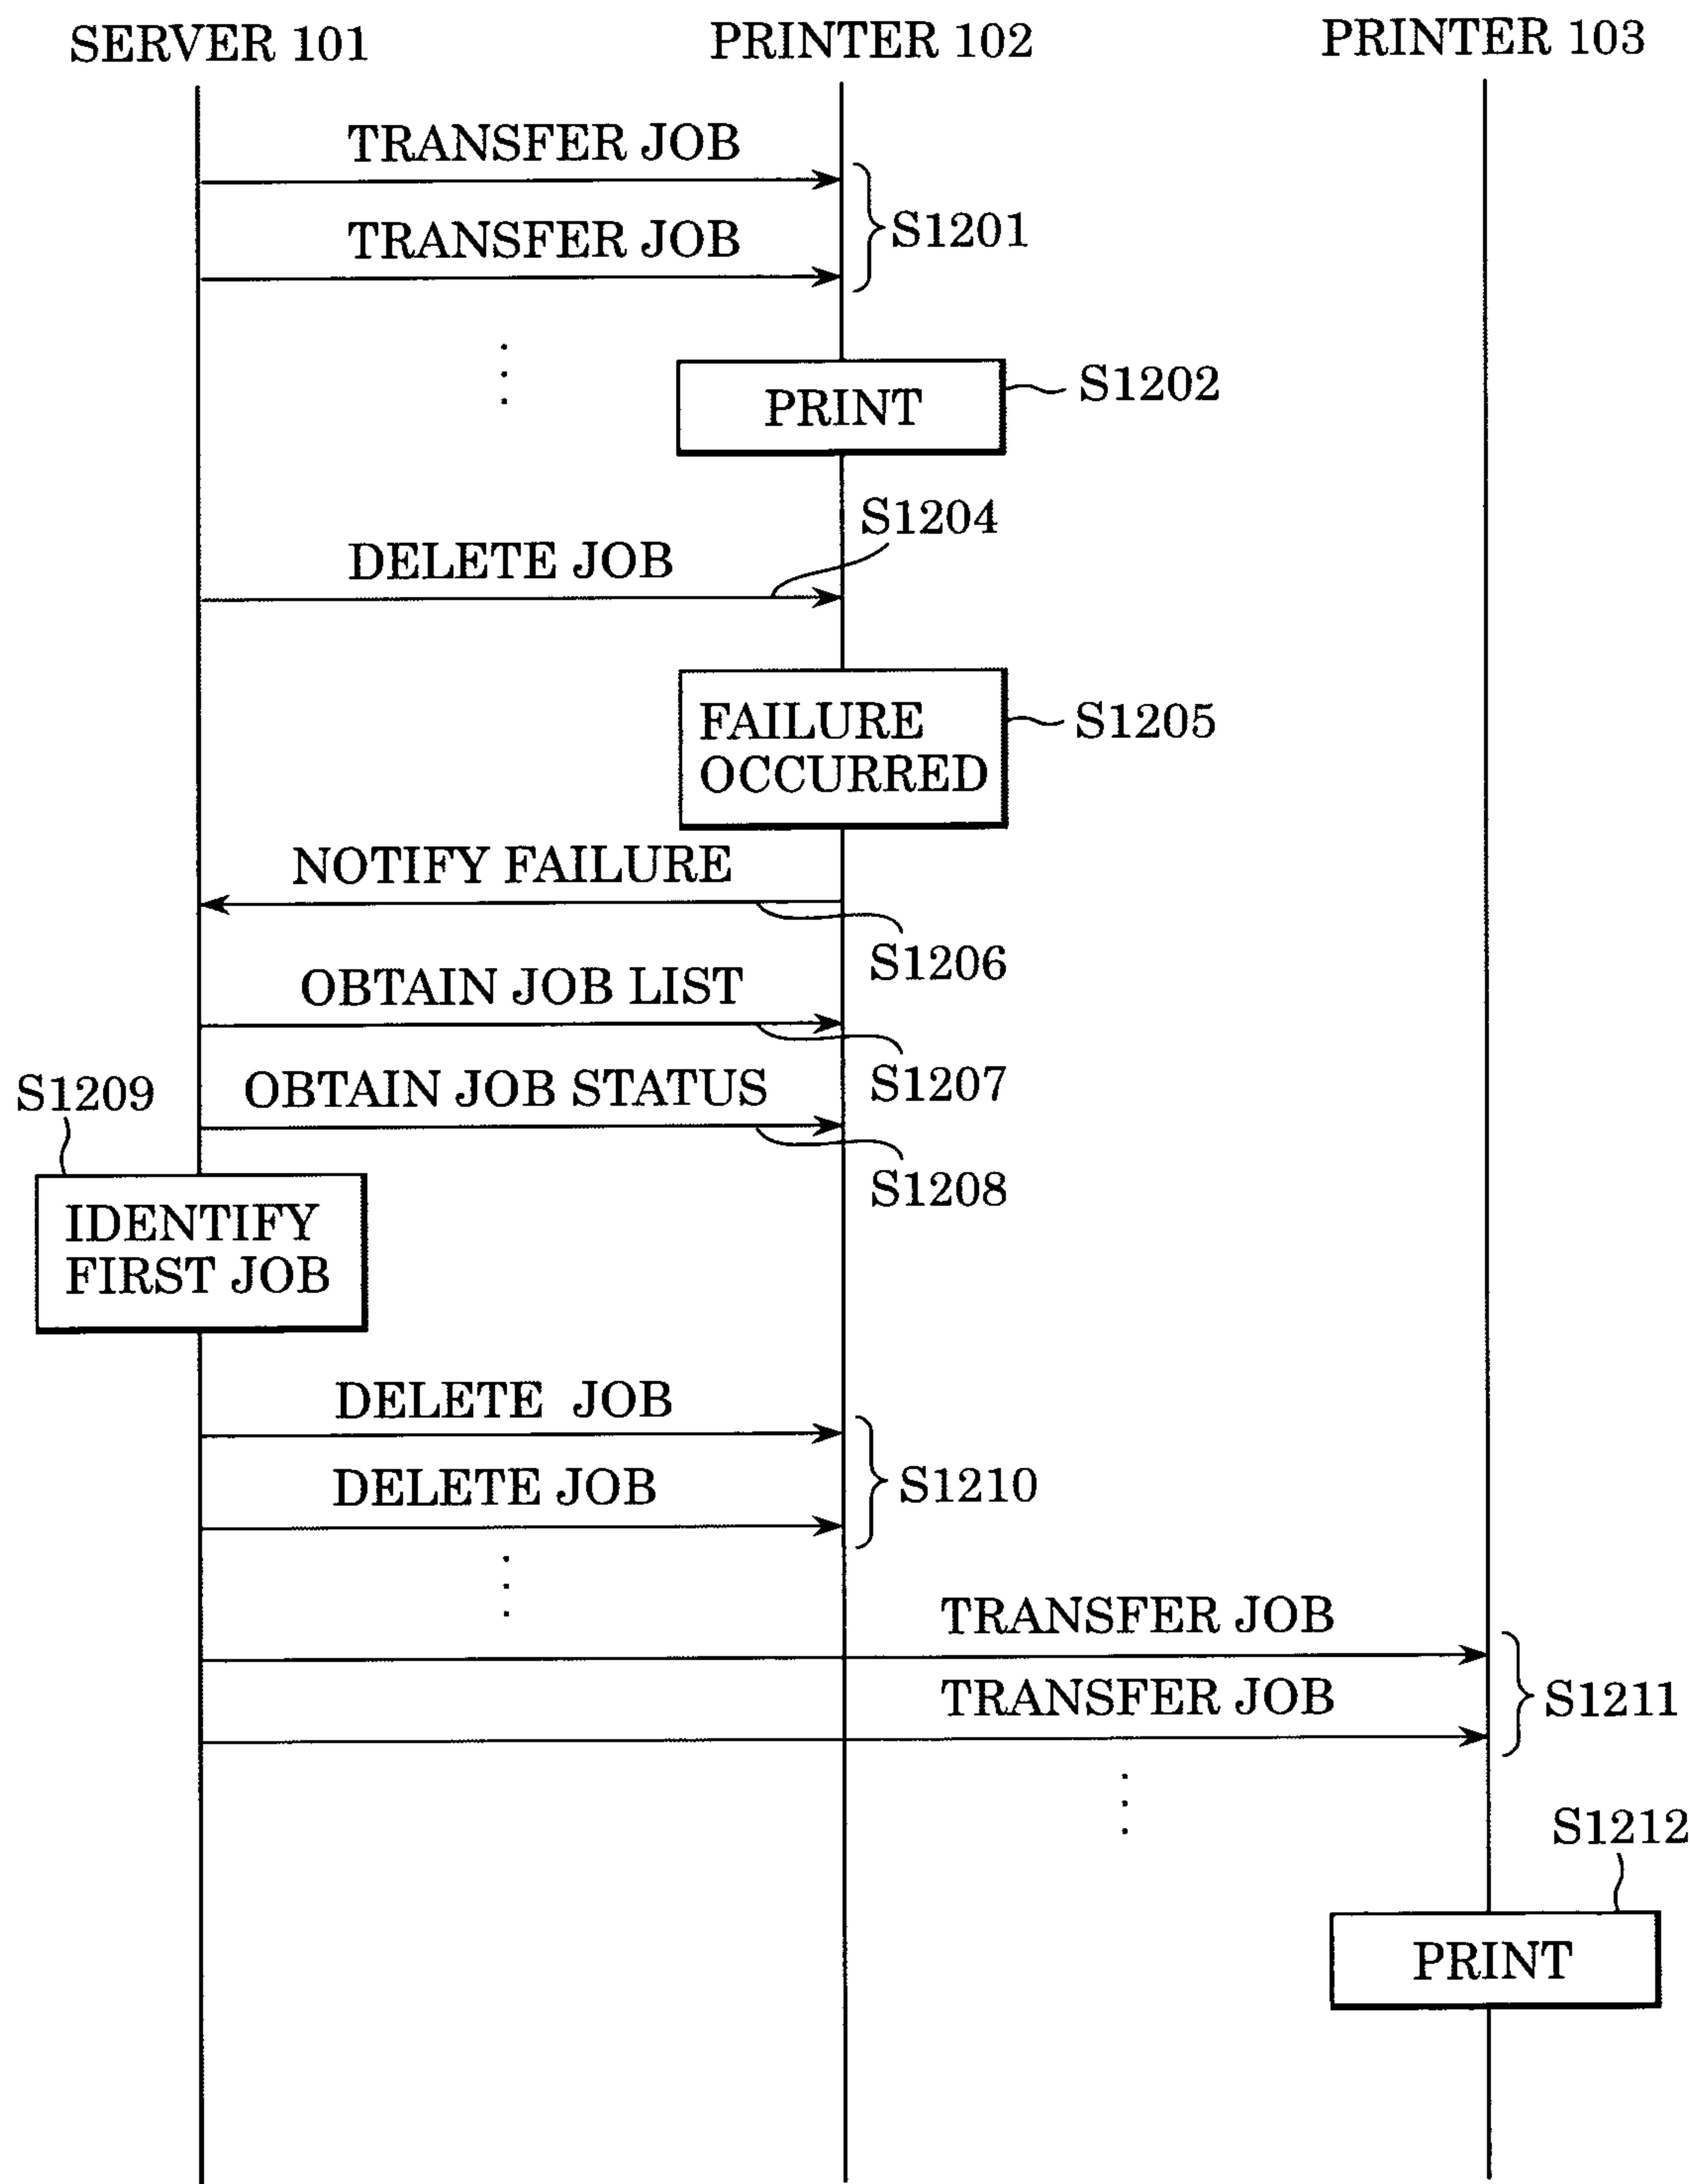 SERVER 101
PRINTER 102
PRINTER 103
TRANSFER JOB
TRANSFER JOB
S1201
PRINT
S1202
S1204
DELETE JOB
FAILURE
OCCURRED
S1205
NOTIFY FAILURE
S1206
OBTAIN JOB LIST
S1207
S1209
OBTAIN JOB STATUS
S1208
IDENTIFY
FIRST JOB
DELETE JOB
DELETE JOB
S1210
TRANSFER JOB
TRANSFER JOB
S1211
S1212
PRINT